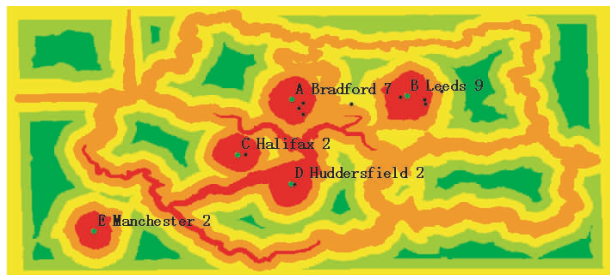 A Bradford 7
B Leeds 9
C Halifax 2
D Huddersfield 2
E Manchester 2